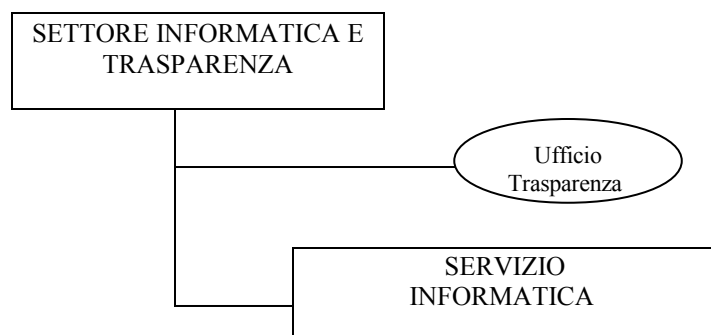 SETTORE INFORMATICA E
TRASPARENZA
Ufficio
Trasparenza
SERVIZIO
INFORMATICA